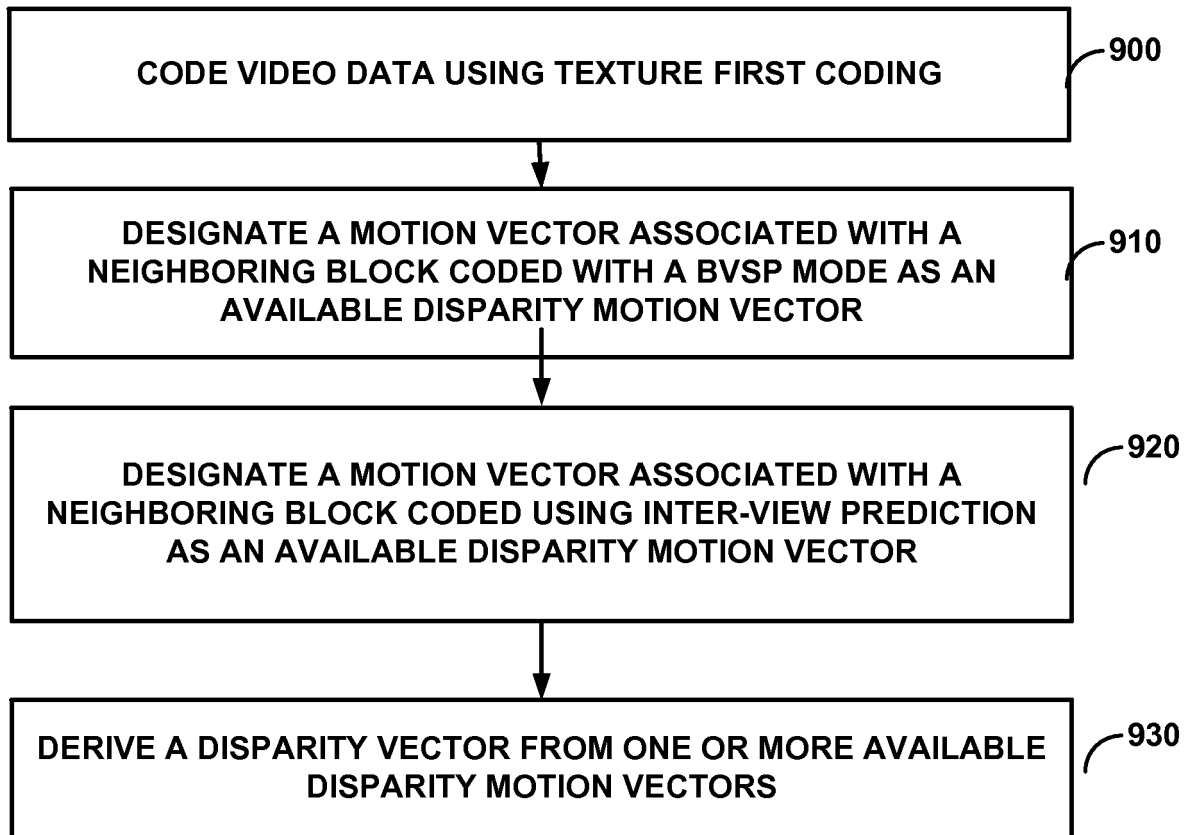 CODE VIDEO DATA USING TEXTURE FIRST CODING
900
DESIGNATE A MOTION VECTOR ASSOCIATED WITH A
NEIGHBORING BLOCK CODED WITH A BVSP MODE AS AN
AVAILABLE DISPARITY MOTION VECTOR
910
DESIGNATE A MOTION VECTOR ASSOCIATED WITH A
NEIGHBORING BLOCK CODED USING INTER-VIEW PREDICTION
AS AN AVAILABLE DISPARITY MOTION VECTOR
920
DERIVE A DISPARITY VECTOR FROM ONE OR MORE AVAILABLE
DISPARITY MOTION VECTORS
930